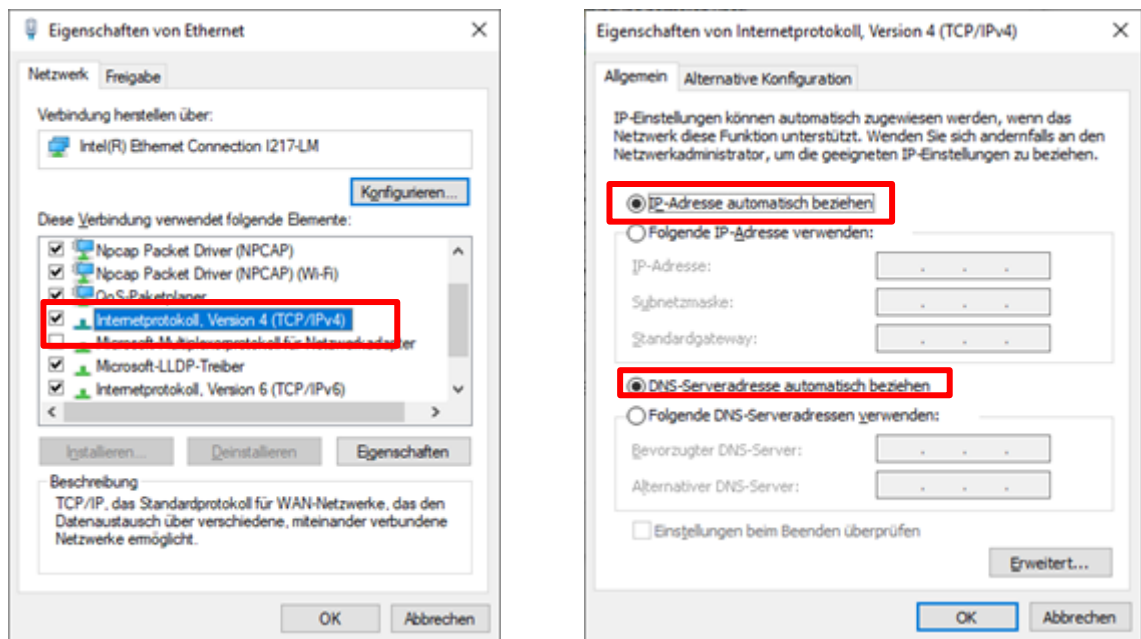 Eigenschaften von Ethernet
Netzwerk Freigabe
Verbindung herstellen über:
Intel(R) Ethernet Connection I217-LM
Konfigurieren...
Diese Verbindung verwendet folgende Elemente:
Npcap Packet Driver (NPCAP)
Npcap Packet Driver (NPCAP) (Wi-Fi)
QoS-Paketplaner
Internetprotokoll, Version 4 (TCP/IPv4)
Microsoft-Multiplexorprotokoll für Netzwerkadapter
Microsoft-LLDP-Treiber
Internetprotokoll, Version 6 (TCP/IPv6)
Installieren... Deinstallieren Eigenschaften
Beschreibung
TCP/IP, das Standardprotokoll für WAN-Netzwerke, das den
Datenaustausch über verschiedene, miteinander verbundene
Netzwerke ermöglicht.
OK Abbrechen
Eigenschaften von Internetprotokoll, Version 4 (TCP/IPv4)
Allgemein Alternative Konfiguration
IP-Einstellungen können automatisch zugewiesen werden, wenn das
Netzwerk diese Funktion unterstützt. Wenden Sie sich andernfalls an den
Netzwerkadministrator, um die geeigneten IP-Einstellungen zu beziehen.
IP-Adresse automatisch beziehen
Folgende IP-Adresse verwenden:
IP-Adresse:
Subnetzmaske:
Standardgateway:
DNS-Serveradresse automatisch beziehen
Folgende DNS-Serveradressen verwenden:
Bevorzugter DNS-Server:
Alternativer DNS-Server:
Einstellungen beim Beenden überprüfen
Erweitert...
OK Abbrechen